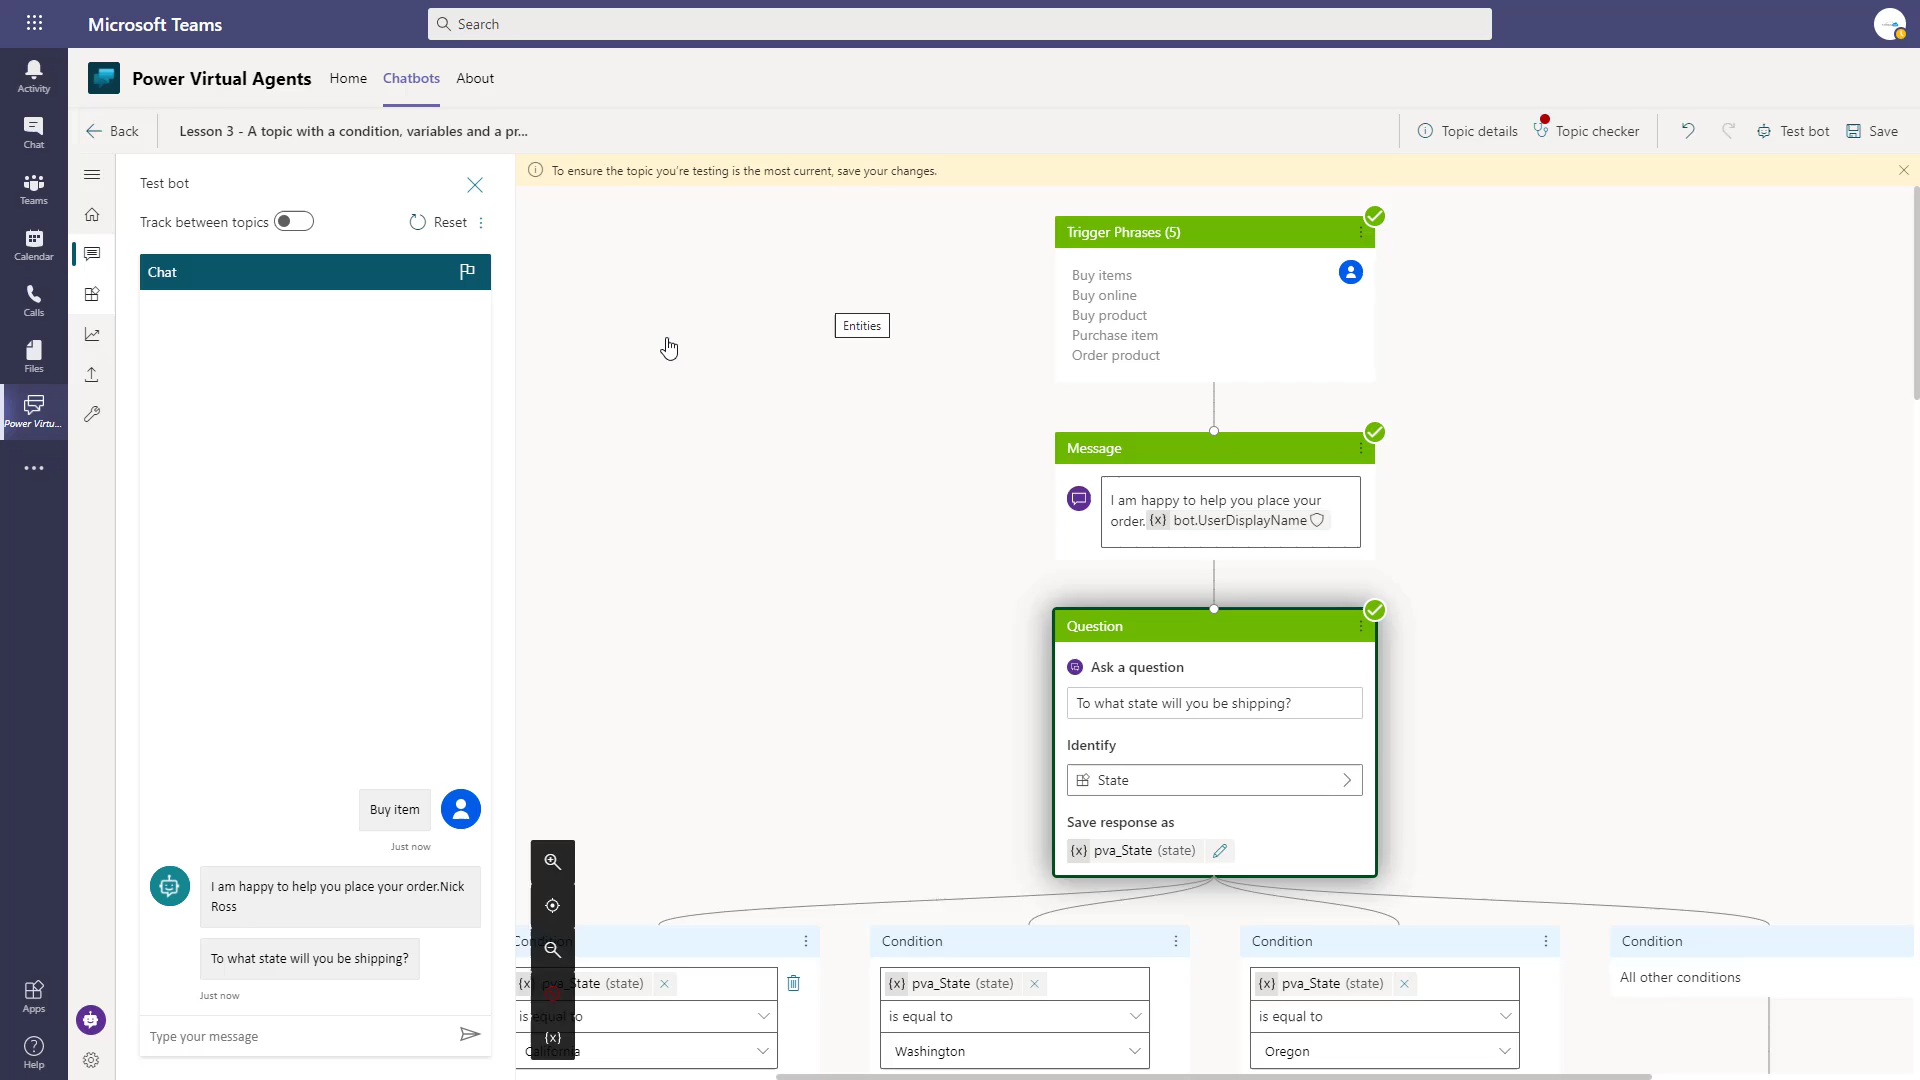 Microsoft Teams
Search
Activity
Chat
Teams
Calendar
Calls
Files
Power Virtu...
Apps
Help
Power Virtual Agents
Home
Chatbots
About
Back
Lesson 3 - A topic with a condition, variables and a pr...
Topic details
Topic checker
Test bot
Save
Test bot
Track between topics
Reset
Chat
Buy item
Just now
I am happy to help you place your order.Nick
Ross
To what state will you be shipping?
Just now
Type your message
To ensure the topic you're testing is the most current, save your changes.
Entities
Trigger Phrases (5)
Buy items
Buy online
Buy product
Purchase item
Order product
Message
I am happy to help you place your
order. {x} bot.UserDisplayName
Question
Ask a question
To what state will you be shipping?
Identify
State
Save response as
{x} pva_State (state)
Condition
{x} pva_State (state)
is equal to
California
{x}
Condition
{x} pva_State (state)
is equal to
Washington
Condition
{x} pva_State (state)
is equal to
Oregon
Condition
All other conditions